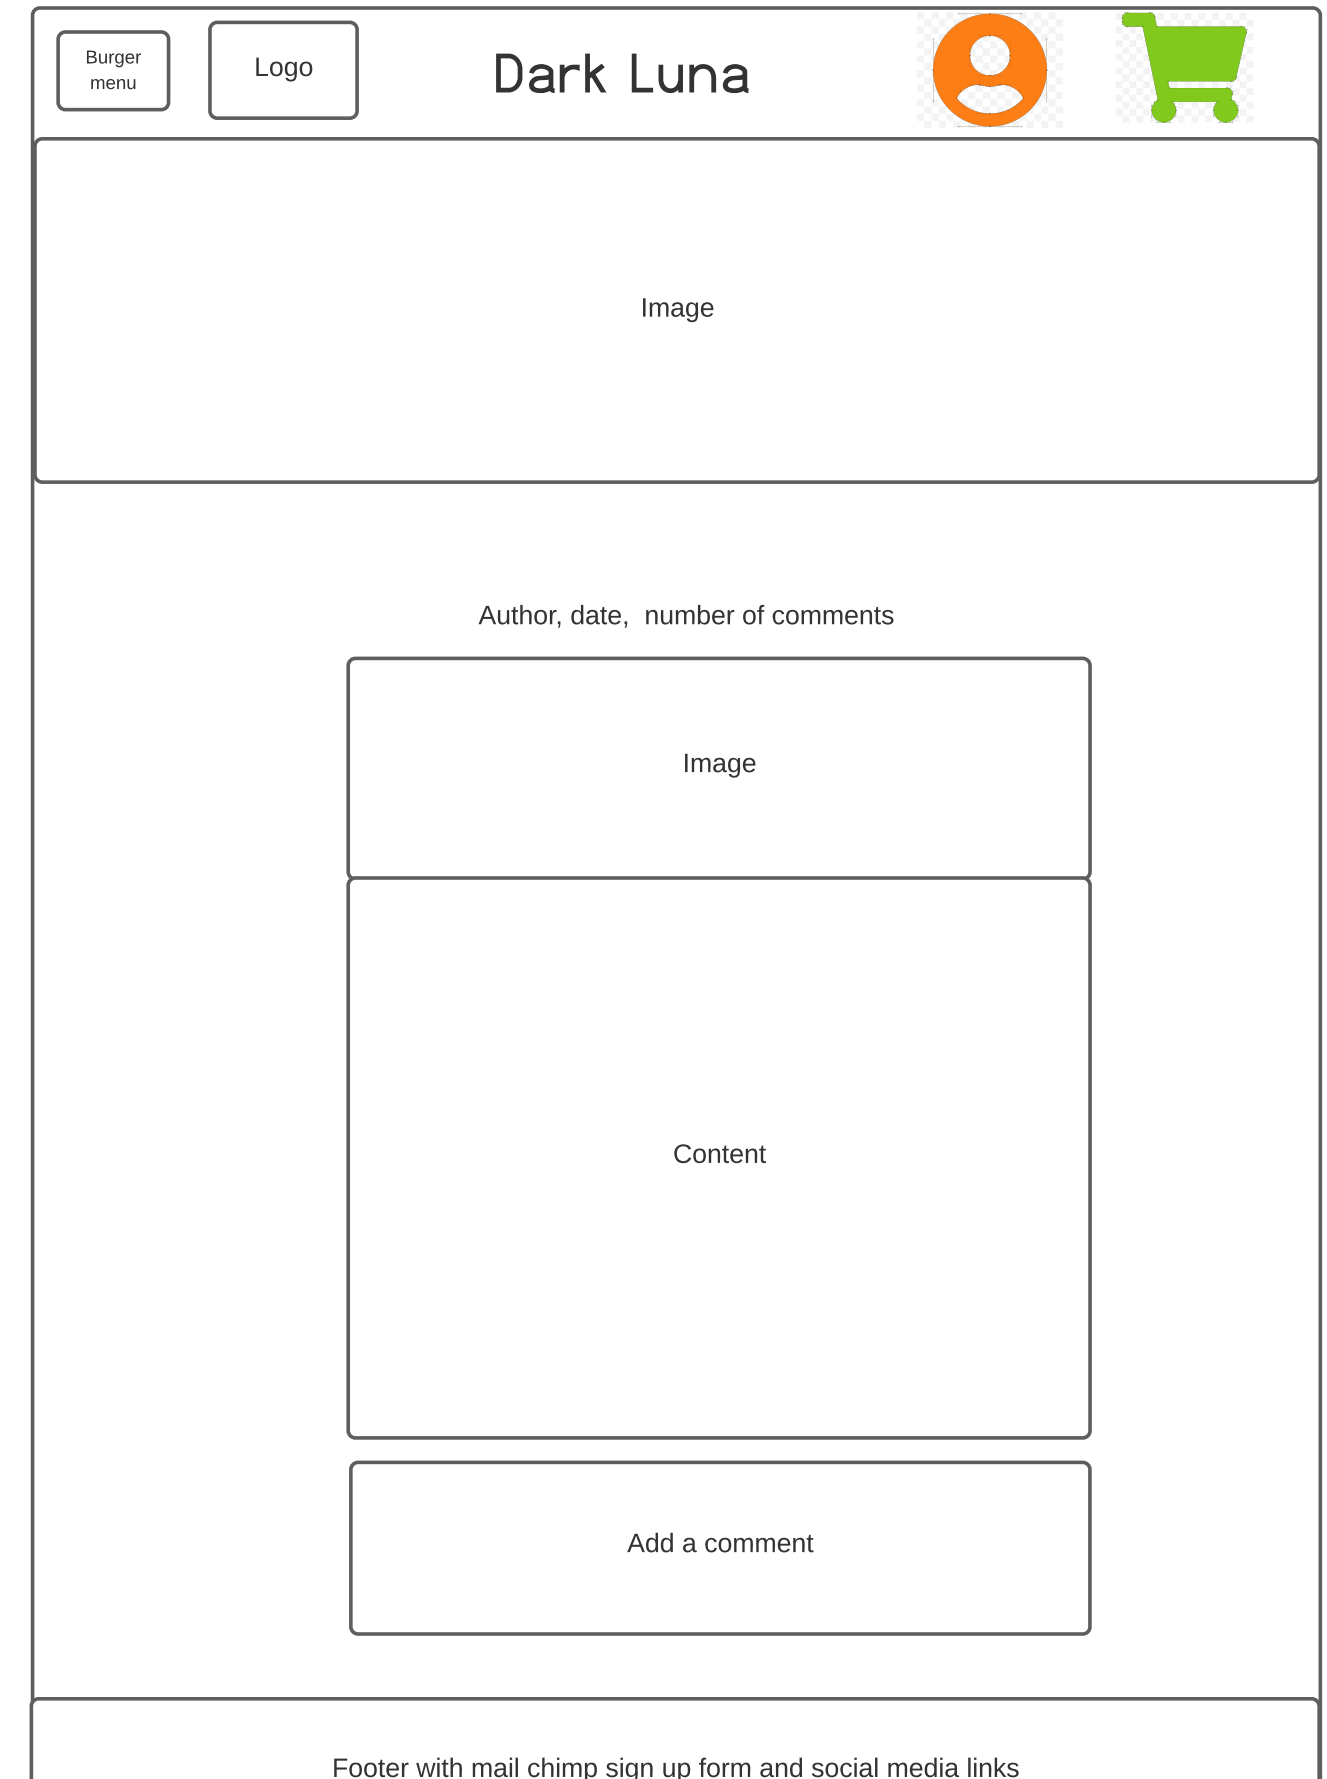 Burger
menu
Logo
Dark Luna
Image
Author, date,  number of comments
Image
Content
Add a comment
Footer with mail chimp sign up form and social media links